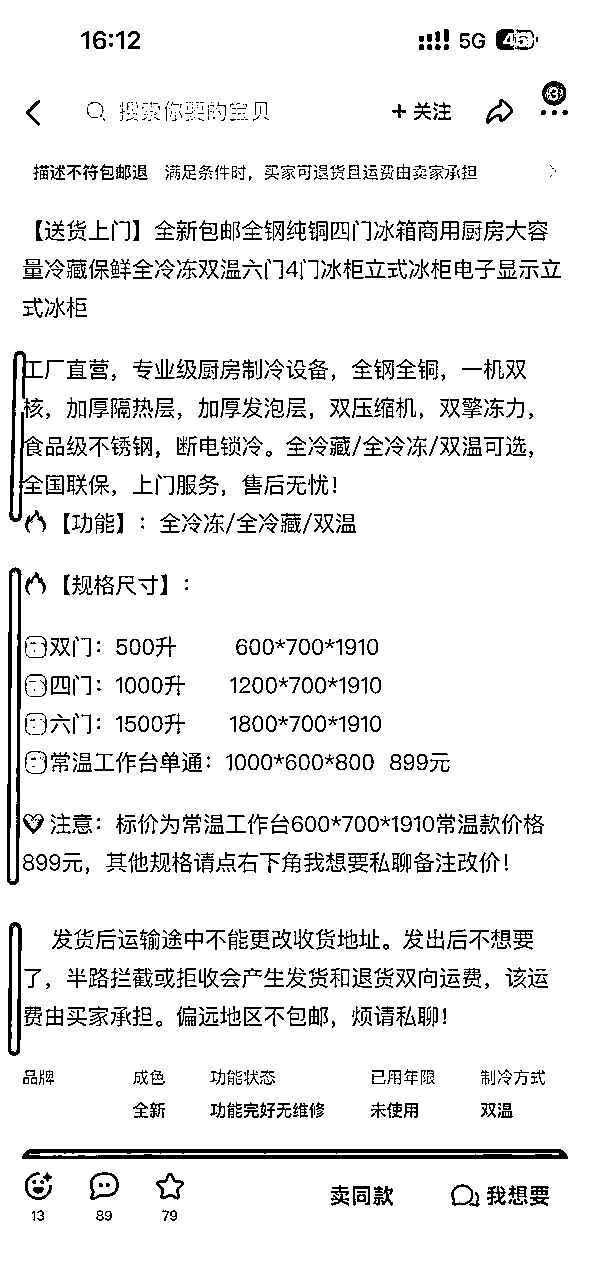 16:12 5G
搜索你要的宝贝 + 关注 3
描述不符包邮退 满足条件时，买家可退货且运费由卖家承担
【送货上门】全新包邮全钢纯铜四门冰箱商用厨房大容
量冷藏保鲜全冷冻双温六门4门冰柜立式冰柜电子显示立
式冰柜
工厂直营，专业级厨房制冷设备，全钢全铜，一机双
核，加厚隔热层，加厚发泡层，双压缩机，双擎冻力，
食品级不锈钢，断电锁冷。全冷藏/全冷冻/双温可选，
全国联保，上门服务，售后无忧！
🔥【功能】：全冷冻/全冷藏/双温
🔥【规格尺寸】：
双门：500升 600*700*1910
四门：1000升 1200*700*1910
六门：1500升 1800*700*1910
常温工作台单通：1000*600*800 899元
注意：标价为常温工作台600*700*1910常温款价格
899元，其他规格请点右下角我想要私聊备注改价！
发货后运输途中不能更改收货地址。发出后不想要
了，半路拦截或拒收会产生发货和退货双向运费，该运
费由买家承担。偏远地区不包邮，烦请私聊！
品牌 成色 功能状态 已用年限 制冷方式
全新 功能完好无维修 未使用 双温
卖同款 我想要
13 89 79